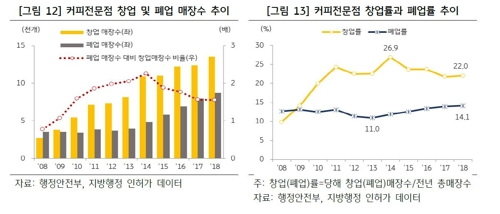 [그림 12] 커피전문점 창업 및 폐업 매장수 추이
(천개)
(배)
창업 매장수(좌)
폐업 매장수(좌)
폐업 매장수 대비 창업매장수 비율(우)
15
10
5
0
3
2
1
0
'08 '09 '10 '11 '12 '13 '14 '15 '16 '17 '18
자료: 행정안전부, 지방행정 인허가 데이터
[그림 13] 커피전문점 창업률과 폐업률 추이
(%)
창업률 폐업률
30
25
20
15
10
5
0
26.9
22.0
11.0
14.1
'08 '09 '10 '11 '12 '13 '14 '15 '16 '17 '18
주: 창업(폐업)률=당해 창업(폐업)매장수/전년 총매장수
자료: 행정안전부, 지방행정 인허가 데이터